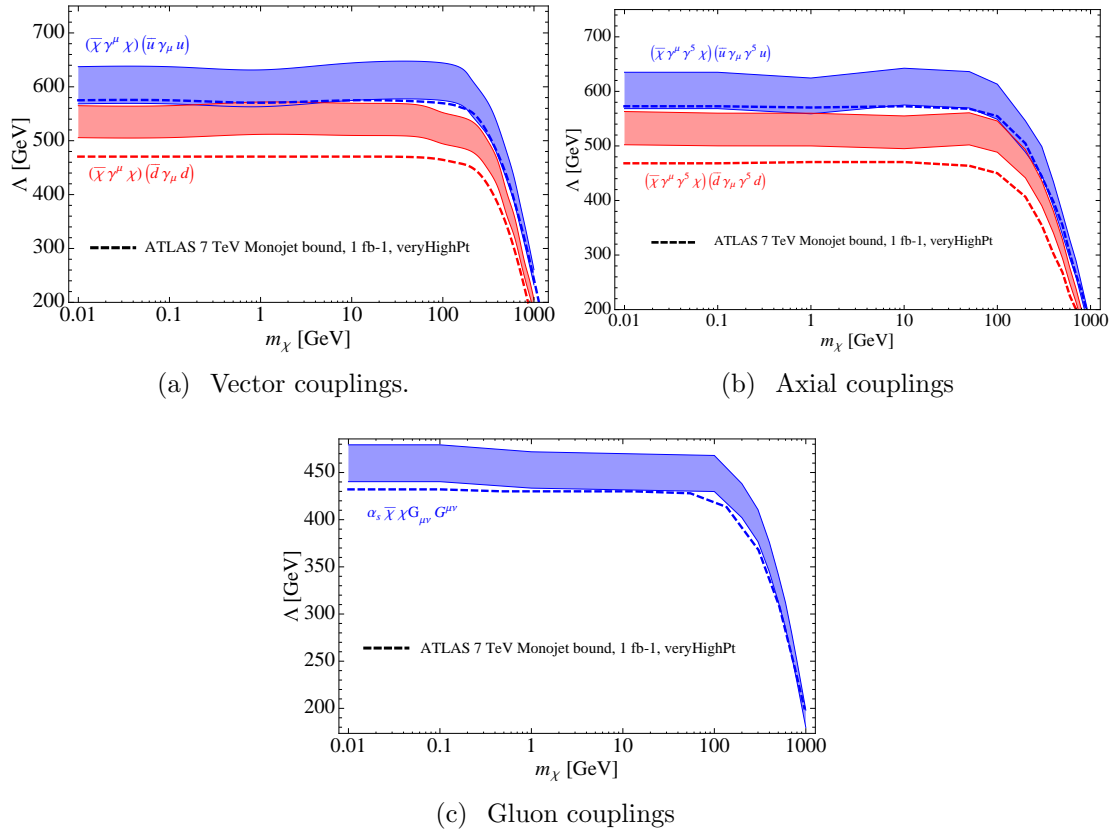 700
600
500
400
300
200
Λ [GeV]
(χ̄ γ^μ χ) (ū γ_μ u)
(χ̄ γ^μ χ) (d̄ γ_μ d)
ATLAS 7 TeV Monojet bound, 1 fb-1, veryHighPt
0.01 0.1 1 10 100 1000
m_χ [GeV]
(a) Vector couplings.
700
600
500
400
300
200
Λ [GeV]
(χ̄ γ^μ γ^5 χ) (ū γ_μ γ^5 u)
(χ̄ γ^μ γ^5 χ) (d̄ γ_μ γ^5 d)
ATLAS 7 TeV Monojet bound, 1 fb-1, veryHighPt
0.01 0.1 1 10 100 1000
m_χ [GeV]
(b) Axial couplings
450
400
350
300
250
200
Λ [GeV]
α_s χ̄ χ G_μν G^μν
ATLAS 7 TeV Monojet bound, 1 fb-1, veryHighPt
0.01 0.1 1 10 100 1000
m_χ [GeV]
(c) Gluon couplings